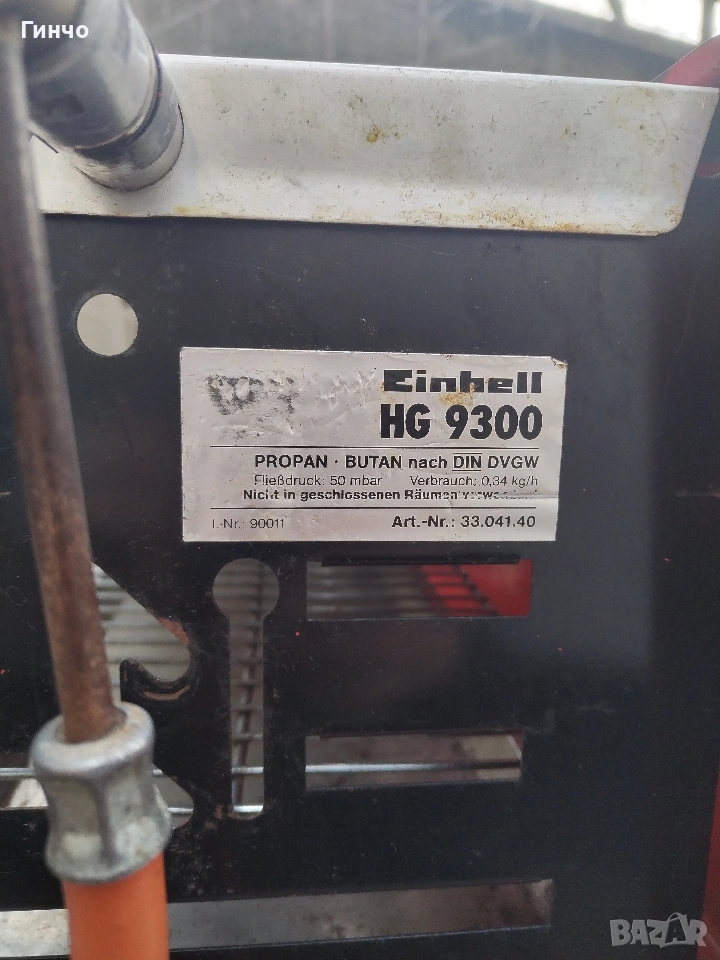 Гинчо
Einhell
HG 9300
PROPAN · BUTAN nach DIN DVGW
Fließdruck: 50 mbar Verbrauch: 0,34 kg/h
Nicht in geschlossenen Räumen verwenden!
I.-Nr.: 90011 Art.-Nr.: 33.041.40
BAZAR